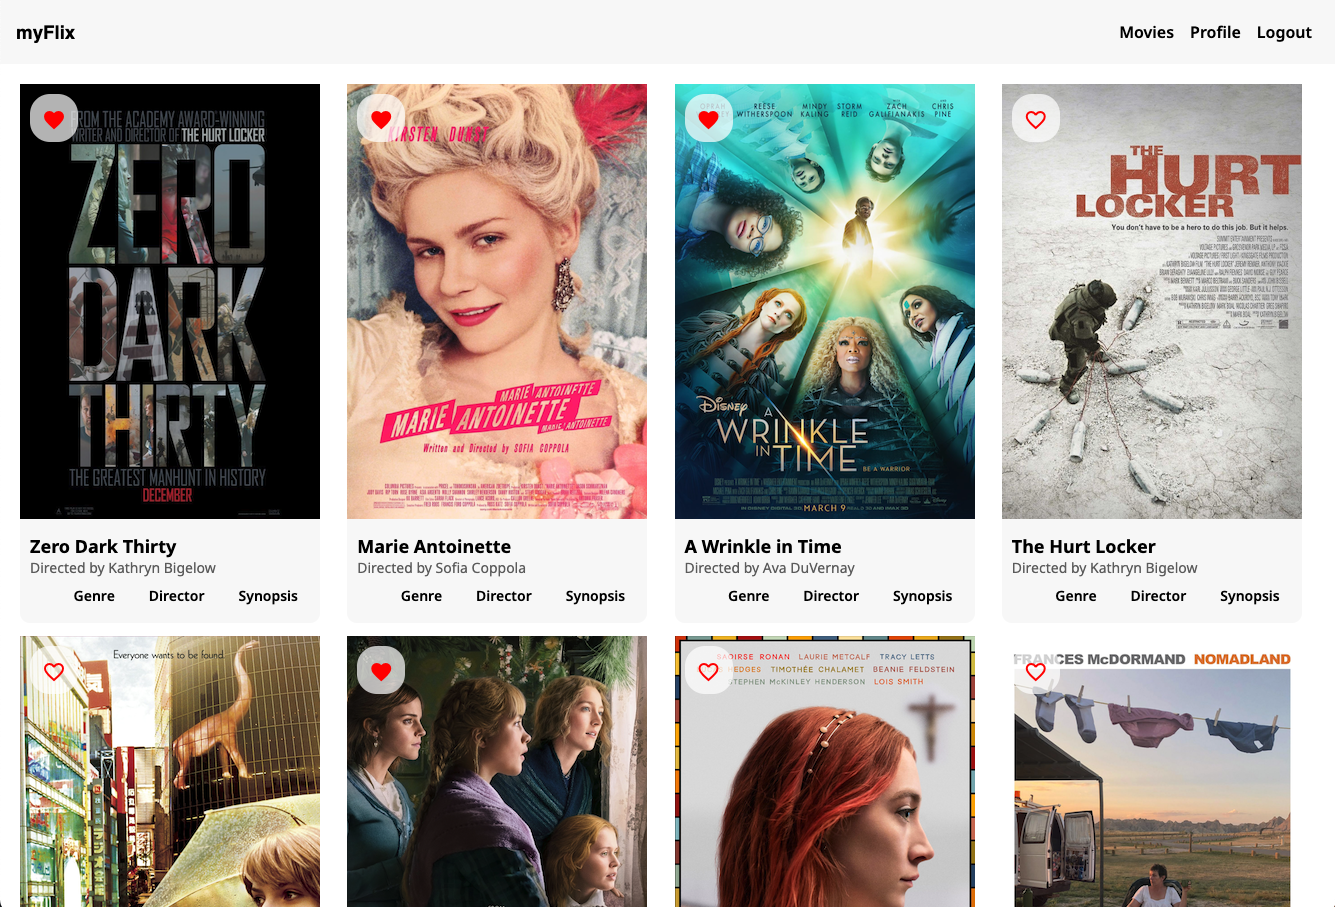 myFlix
Movies Profile Logout
FROM THE ACADEMY AWARD-WINNING
WRITER AND DIRECTOR OF THE HURT LOCKER
ZERO
DARK
THIRTY
THE GREATEST MANHUNT IN HISTORY
DECEMBER
KIRSTEN DUNST
MARIE ANTOINETTE
MARIE ANTOINETTE
MARIE ANTOINETTE
Written and Directed by SOFIA COPPOLA
OPRAH
REESE WITHERSPOON
MINDY KALING
STORM REID
ZACH GALIFIANAKIS
CHRIS PINE
Disney
A
WRINKLE
IN TIME
BE A WARRIOR
MARCH 9
THE
HURT
LOCKER
You don't have to be a hero to do this job. But it helps.
Zero Dark Thirty
Directed by Kathryn Bigelow
Genre Director Synopsis
Marie Antoinette
Directed by Sofia Coppola
Genre Director Synopsis
A Wrinkle in Time
Directed by Ava DuVernay
Genre Director Synopsis
The Hurt Locker
Directed by Kathryn Bigelow
Genre Director Synopsis
Everyone wants to be found.
SAOIRSE RONAN LAURIE METCALF TRACY LETTS
HEDGES TIMOTHÉE CHALAMET BEANIE FELDSTEIN
STEPHEN McKINLEY HENDERSON LOIS SMITH
FRANCES McDORMAND NOMADLAND